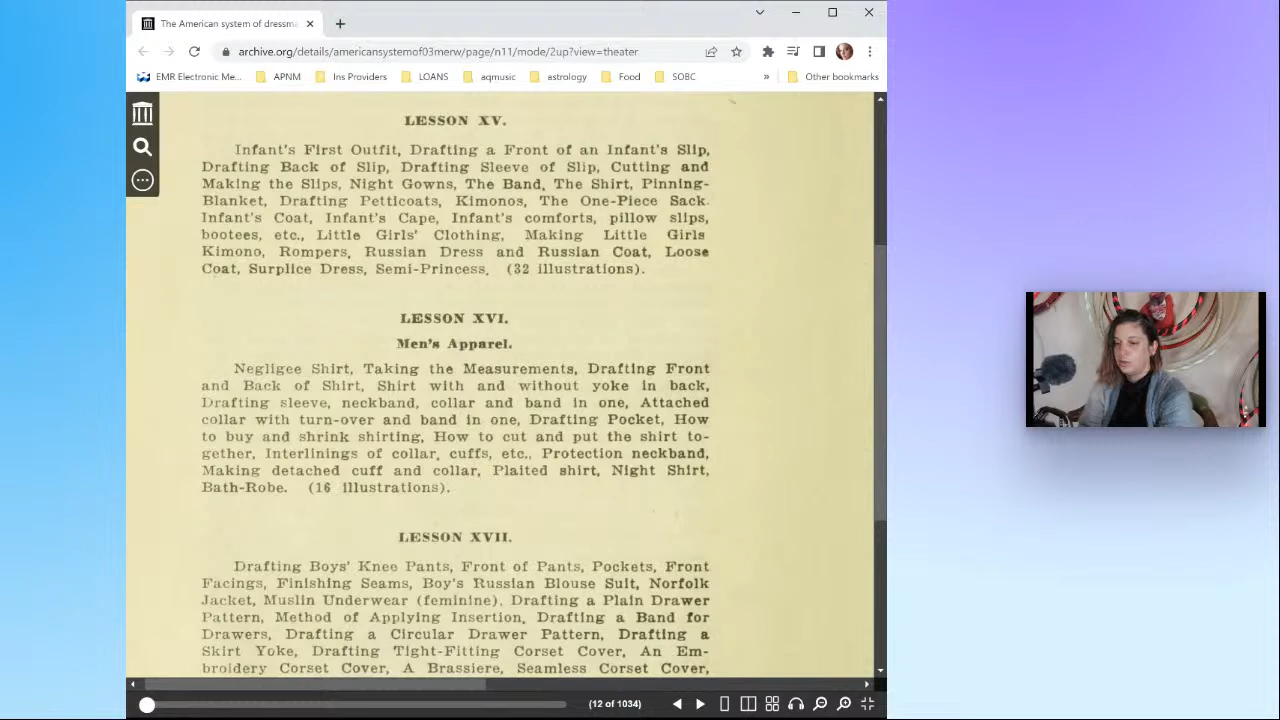 The American system of dressma
archive.org/details/americansystemof03merw/page/n11/mode/2up?view=theater
EMR Electronic Me... APNM Ins Providers LOANS aqmusic astrology Food SOBC » Other bookmarks
LESSON XV.
Infant's First Outfit, Drafting a Front of an Infant's Slip,
Drafting Back of Slip, Drafting Sleeve of Slip, Cutting and
Making the Slips, Night Gowns, The Band, The Shirt, Pinning-
Blanket, Drafting Petticoats, Kimonos, The One-Piece Sack.
Infant's Coat, Infant's Cape, Infant's comforts, pillow slips,
bootees, etc., Little Girls' Clothing, Making Little Girls
Kimono, Rompers, Russian Dress and Russian Coat, Loose
Coat, Surplice Dress, Semi-Princess. (32 illustrations).
LESSON XVI.
Men's Apparel.
Negligee Shirt, Taking the Measurements, Drafting Front
and Back of Shirt, Shirt with and without yoke in back,
Drafting sleeve, neckband, collar and band in one, Attached
collar with turn-over and band in one, Drafting Pocket, How
to buy and shrink shirting, How to cut and put the shirt to-
gether, Interlinings of collar, cuffs, etc., Protection neckband,
Making detached cuff and collar, Plaited shirt, Night Shirt,
Bath-Robe. (16 illustrations).
LESSON XVII.
Drafting Boys' Knee Pants, Front of Pants, Pockets, Front
Facings, Finishing Seams, Boy's Russian Blouse Suit, Norfolk
Jacket, Muslin Underwear (feminine), Drafting a Plain Drawer
Pattern, Method of Applying Insertion, Drafting a Band for
Drawers, Drafting a Circular Drawer Pattern, Drafting a
Skirt Yoke, Drafting Tight-Fitting Corset Cover, An Em-
broidery Corset Cover, A Brassiere, Seamless Corset Cover,
(12 of 1034)